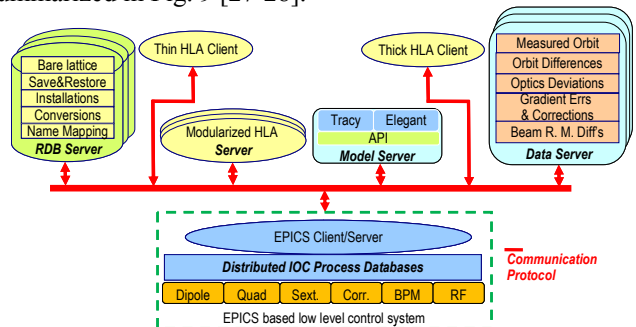 summarized in Fig. 9 [27-28].
Thin HLA Client
Thick HLA Client
Bare lattice
Save&Restore
Installations
Conversions
Name Mapping
RDB Server
Modularized HLA
Server
Tracy
Elegant
API
Model Server
Measured Orbit
Orbit Differences
Optics Deviations
Gradient Errs
& Corrections
Beam R. M. Diff's
Data Server
EPICS Client/Server
Distributed IOC Process Databases
Dipole
Quad
Sext.
Corr.
BPM
RF
EPICS based low level control system
Communication
Protocol